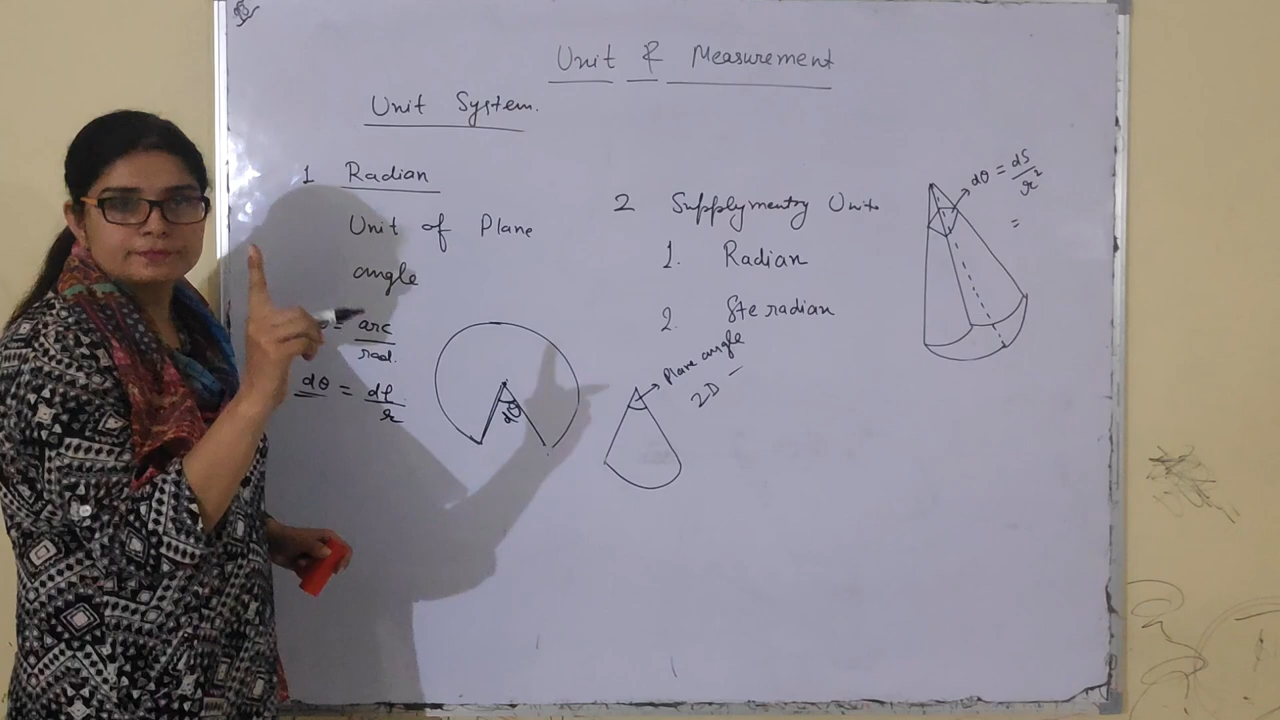 Unit & Measurement
Unit System.
1 Radian
Unit of Plane
angle
= arc
rad.
dθ = dl
r
dθ
2 Supplymentry Units
1. Radian
2. Ste radian
Plane angle
2D –
dθ = dS
r²
=